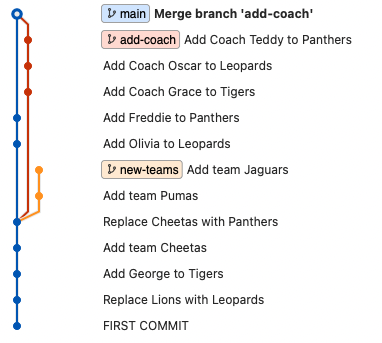 main Merge branch 'add-coach'
add-coach Add Coach Teddy to Panthers
Add Coach Oscar to Leopards
Add Coach Grace to Tigers
Add Freddie to Panthers
Add Olivia to Leopards
new-teams Add team Jaguars
Add team Pumas
Replace Cheetas with Panthers
Add team Cheetas
Add George to Tigers
Replace Lions with Leopards
FIRST COMMIT